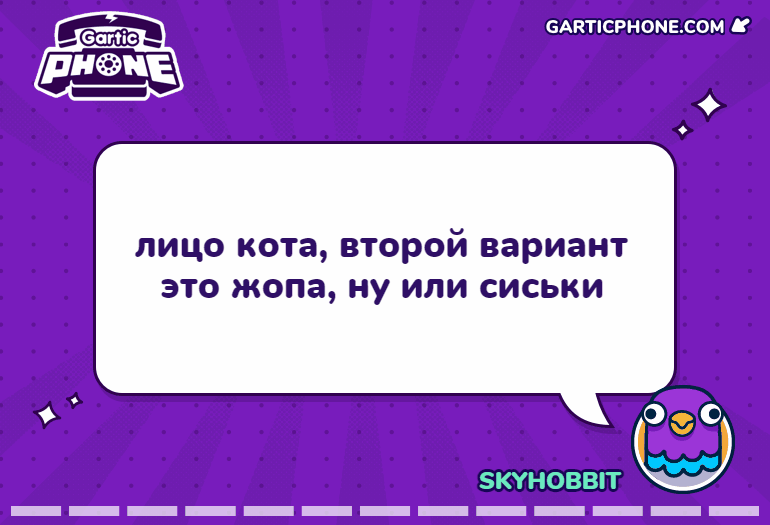 Gartic
PHONE
GARTICPHONE.COM
лицо кота, второй вариант
это жопа, ну или сиськи
SKYHOBBIT